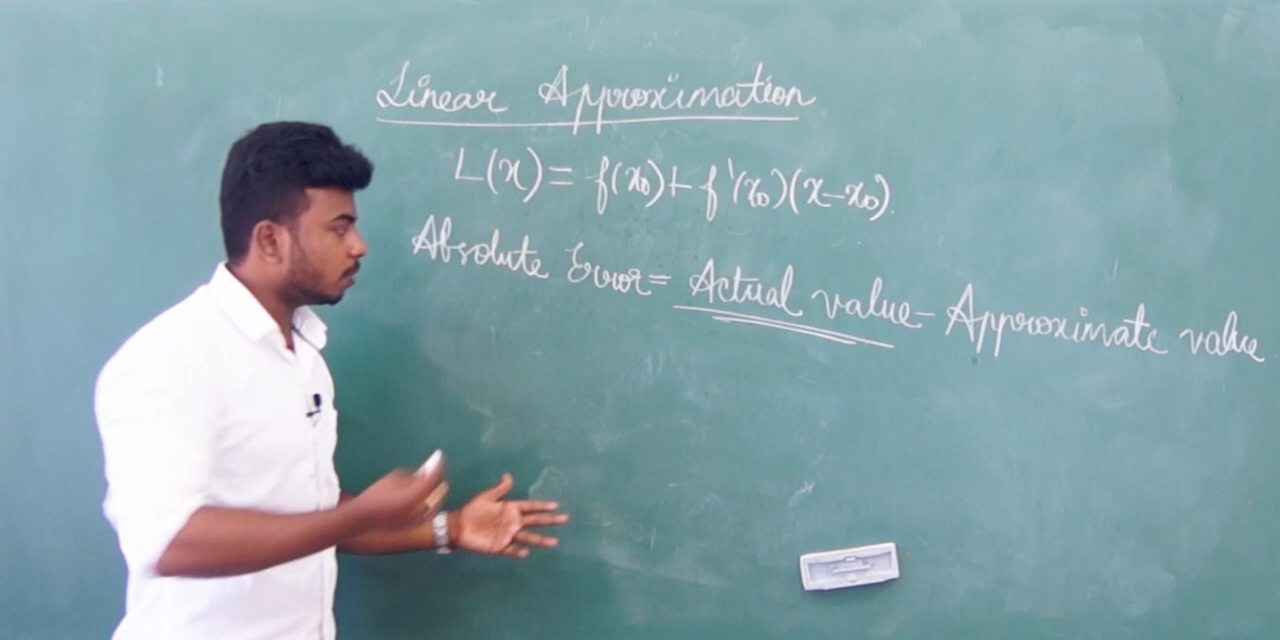 Linear Approximation
L(x) = f(x₀) + f'(x₀)(x-x₀).
Absolute Error = Actual value - Approximate value